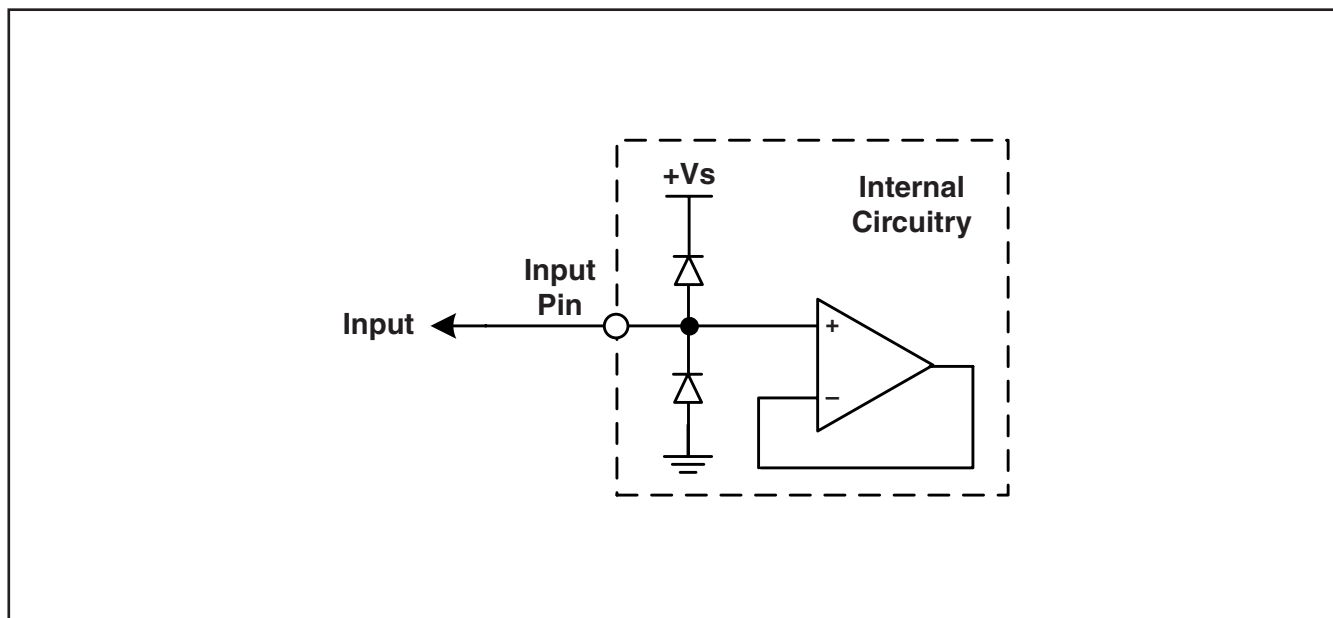 +Vs
Internal
Circuitry
Input
Pin
Input
+
−